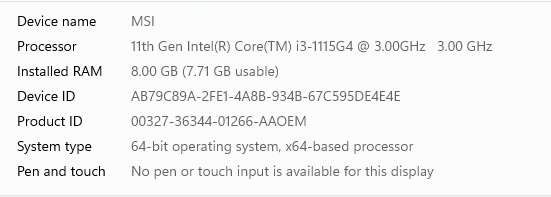 Device name MSI
Processor 11th Gen Intel(R) Core(TM) i3-1115G4 @ 3.00GHz 3.00 GHz
Installed RAM 8.00 GB (7.71 GB usable)
Device ID AB79C89A-2FE1-4A8B-934B-67C595DE4E4E
Product ID 00327-36344-01266-AAOEM
System type 64-bit operating system, x64-based processor
Pen and touch No pen or touch input is available for this display